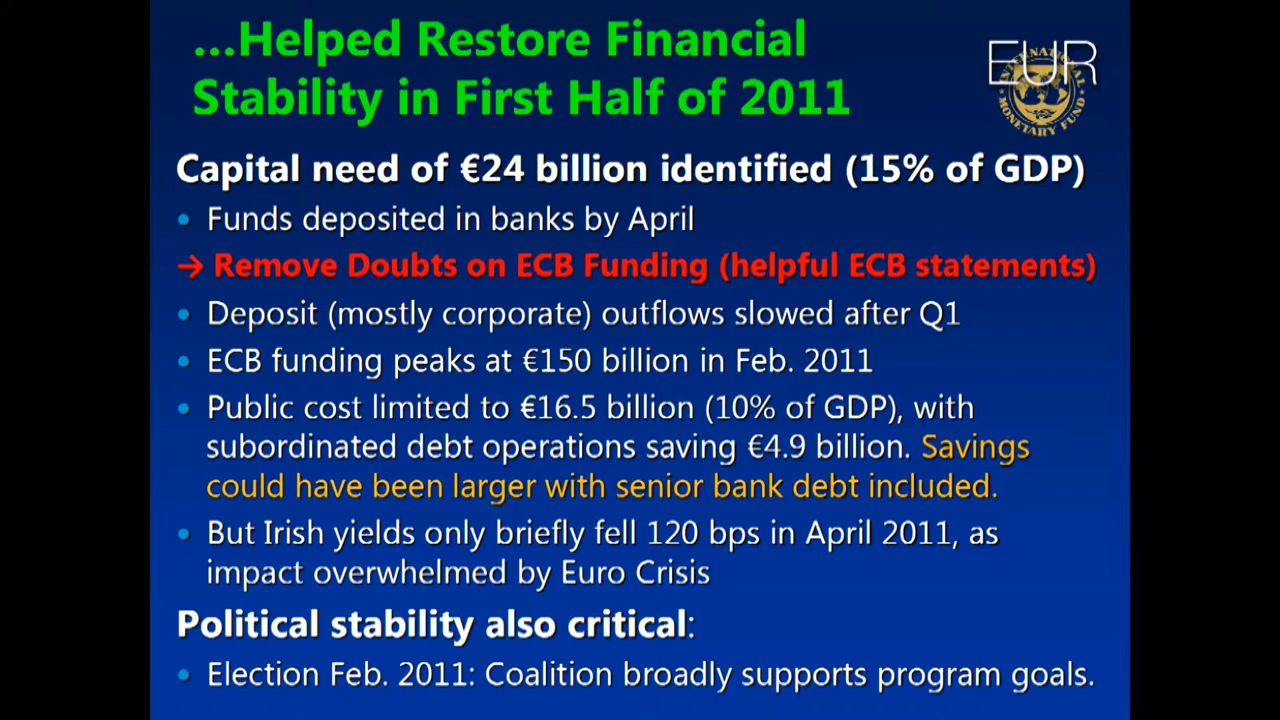 ...Helped Restore Financial
Stability in First Half of 2011
EUR
INTERNATIONAL
MONETARY FUND
Capital need of €24 billion identified (15% of GDP)
• Funds deposited in banks by April
→ Remove Doubts on ECB Funding (helpful ECB statements)
• Deposit (mostly corporate) outflows slowed after Q1
• ECB funding peaks at €150 billion in Feb. 2011
• Public cost limited to €16.5 billion (10% of GDP), with
subordinated debt operations saving €4.9 billion. Savings
could have been larger with senior bank debt included.
• But Irish yields only briefly fell 120 bps in April 2011, as
impact overwhelmed by Euro Crisis
Political stability also critical:
• Election Feb. 2011: Coalition broadly supports program goals.